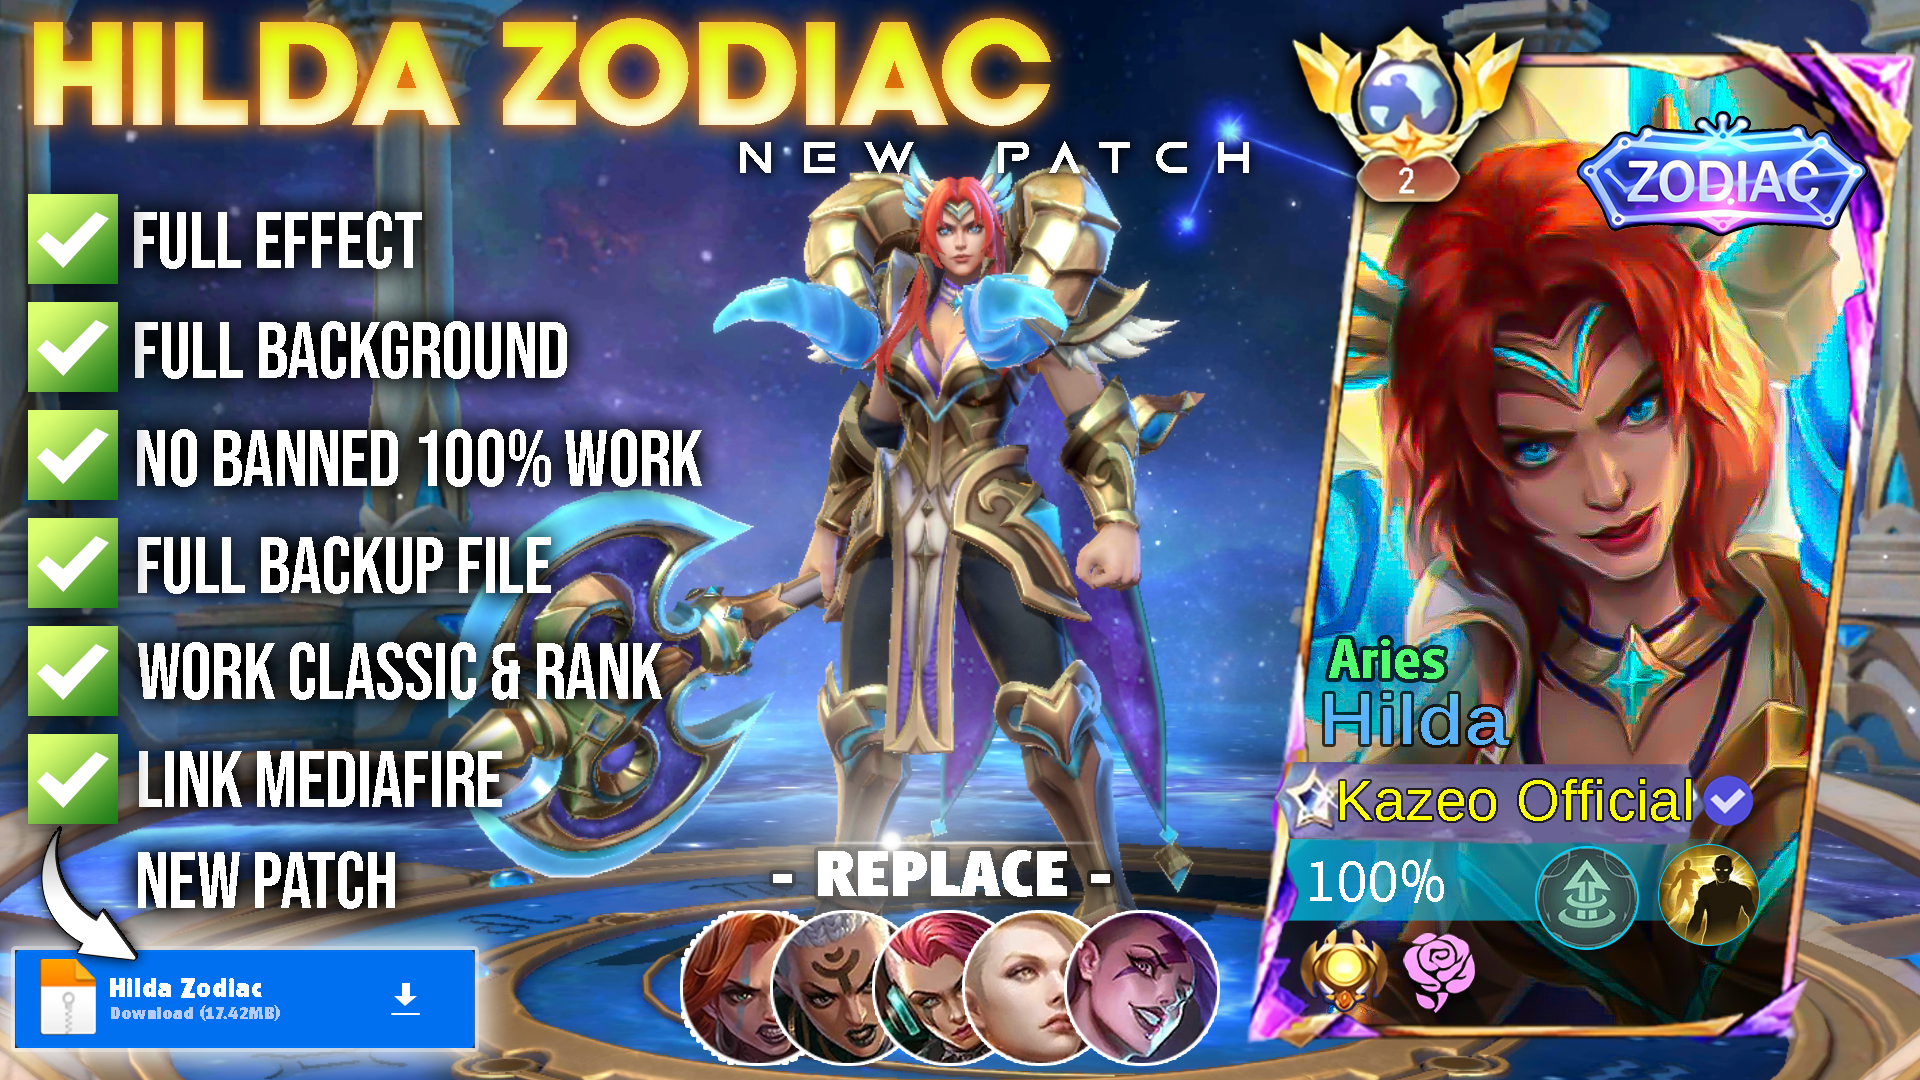 HILDA ZODIAC
NEW PATCH
FULL EFFECT
FULL BACKGROUND
NO BANNED 100% WORK
FULL BACKUP FILE
WORK CLASSIC & RANK
LINK MEDIAFIRE
NEW PATCH
Hilda Zodiac
Download (17.42MB)
- REPLACE -
2
ZODIAC
Aries
Hilda
Kazeo Official
100%